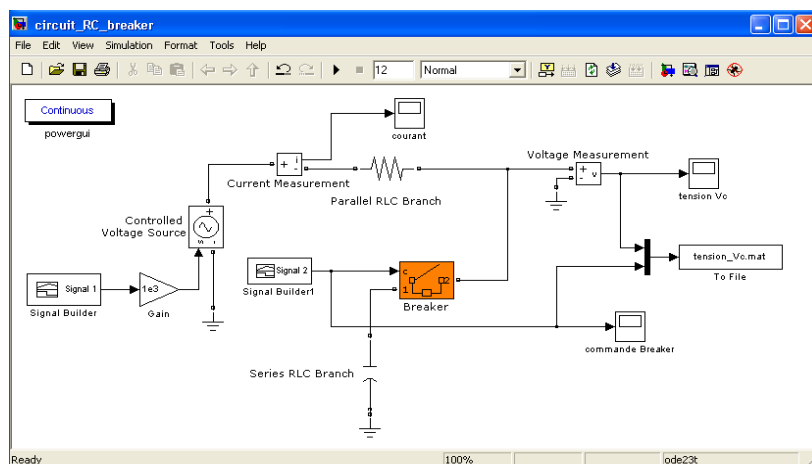 circuit_RC_breaker
File Edit View Simulation Format Tools Help
12 Normal
Continuous
powergui
courant
i
+
-
Current Measurement
Parallel RLC Branch
Voltage Measurement
+
-
v
tension Vc
Controlled
Voltage Source
+
s
-
Signal 1
Signal Builder
1e3
Gain
Signal 2
Signal Builder1
c
1
2
Breaker
tension_Vc.mat
To File
commande Breaker
Series RLC Branch
Ready 100% ode23t